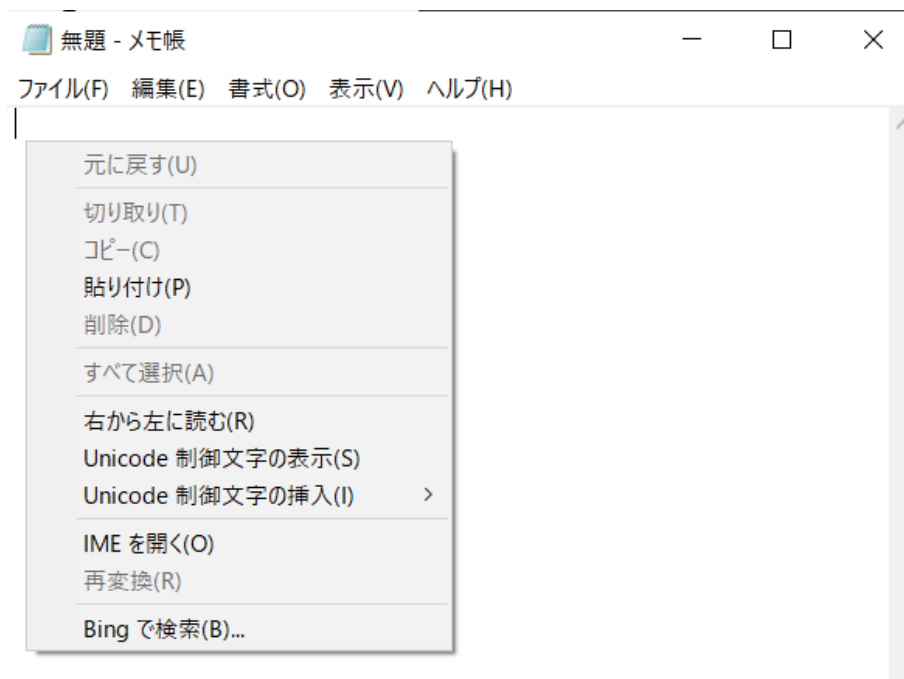 無題 - メモ帳
ファイル(F) 編集(E) 書式(O) 表示(V) ヘルプ(H)
元に戻す(U)
切り取り(T)
コピー(C)
貼り付け(P)
削除(D)
すべて選択(A)
右から左に読む(R)
Unicode 制御文字の表示(S)
Unicode 制御文字の挿入(I)
IME を開く(O)
再変換(R)
Bing で検索(B)...